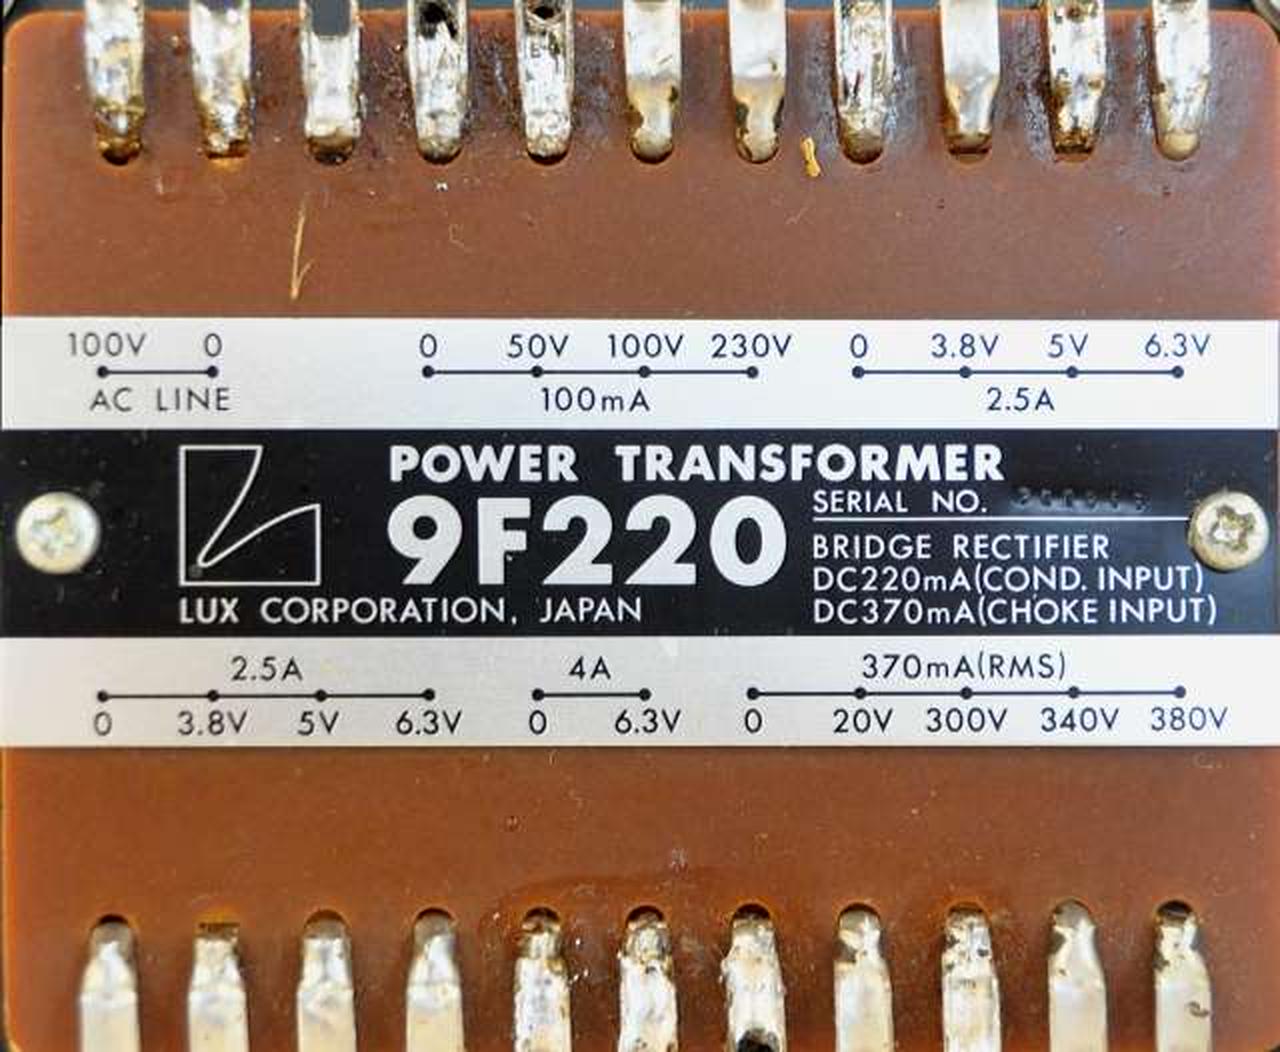 100V 0 0 50V 100V 230V 0 3.8V 5V 6.3V
AC LINE 100mA 2.5A
POWER TRANSFORMER
9F220
SERIAL NO.
BRIDGE RECTIFIER
DC220mA(COND. INPUT)
DC370mA(CHOKE INPUT)
LUX CORPORATION, JAPAN
2.5A 4A 370mA(RMS)
0 3.8V 5V 6.3V 0 6.3V 0 20V 300V 340V 380V